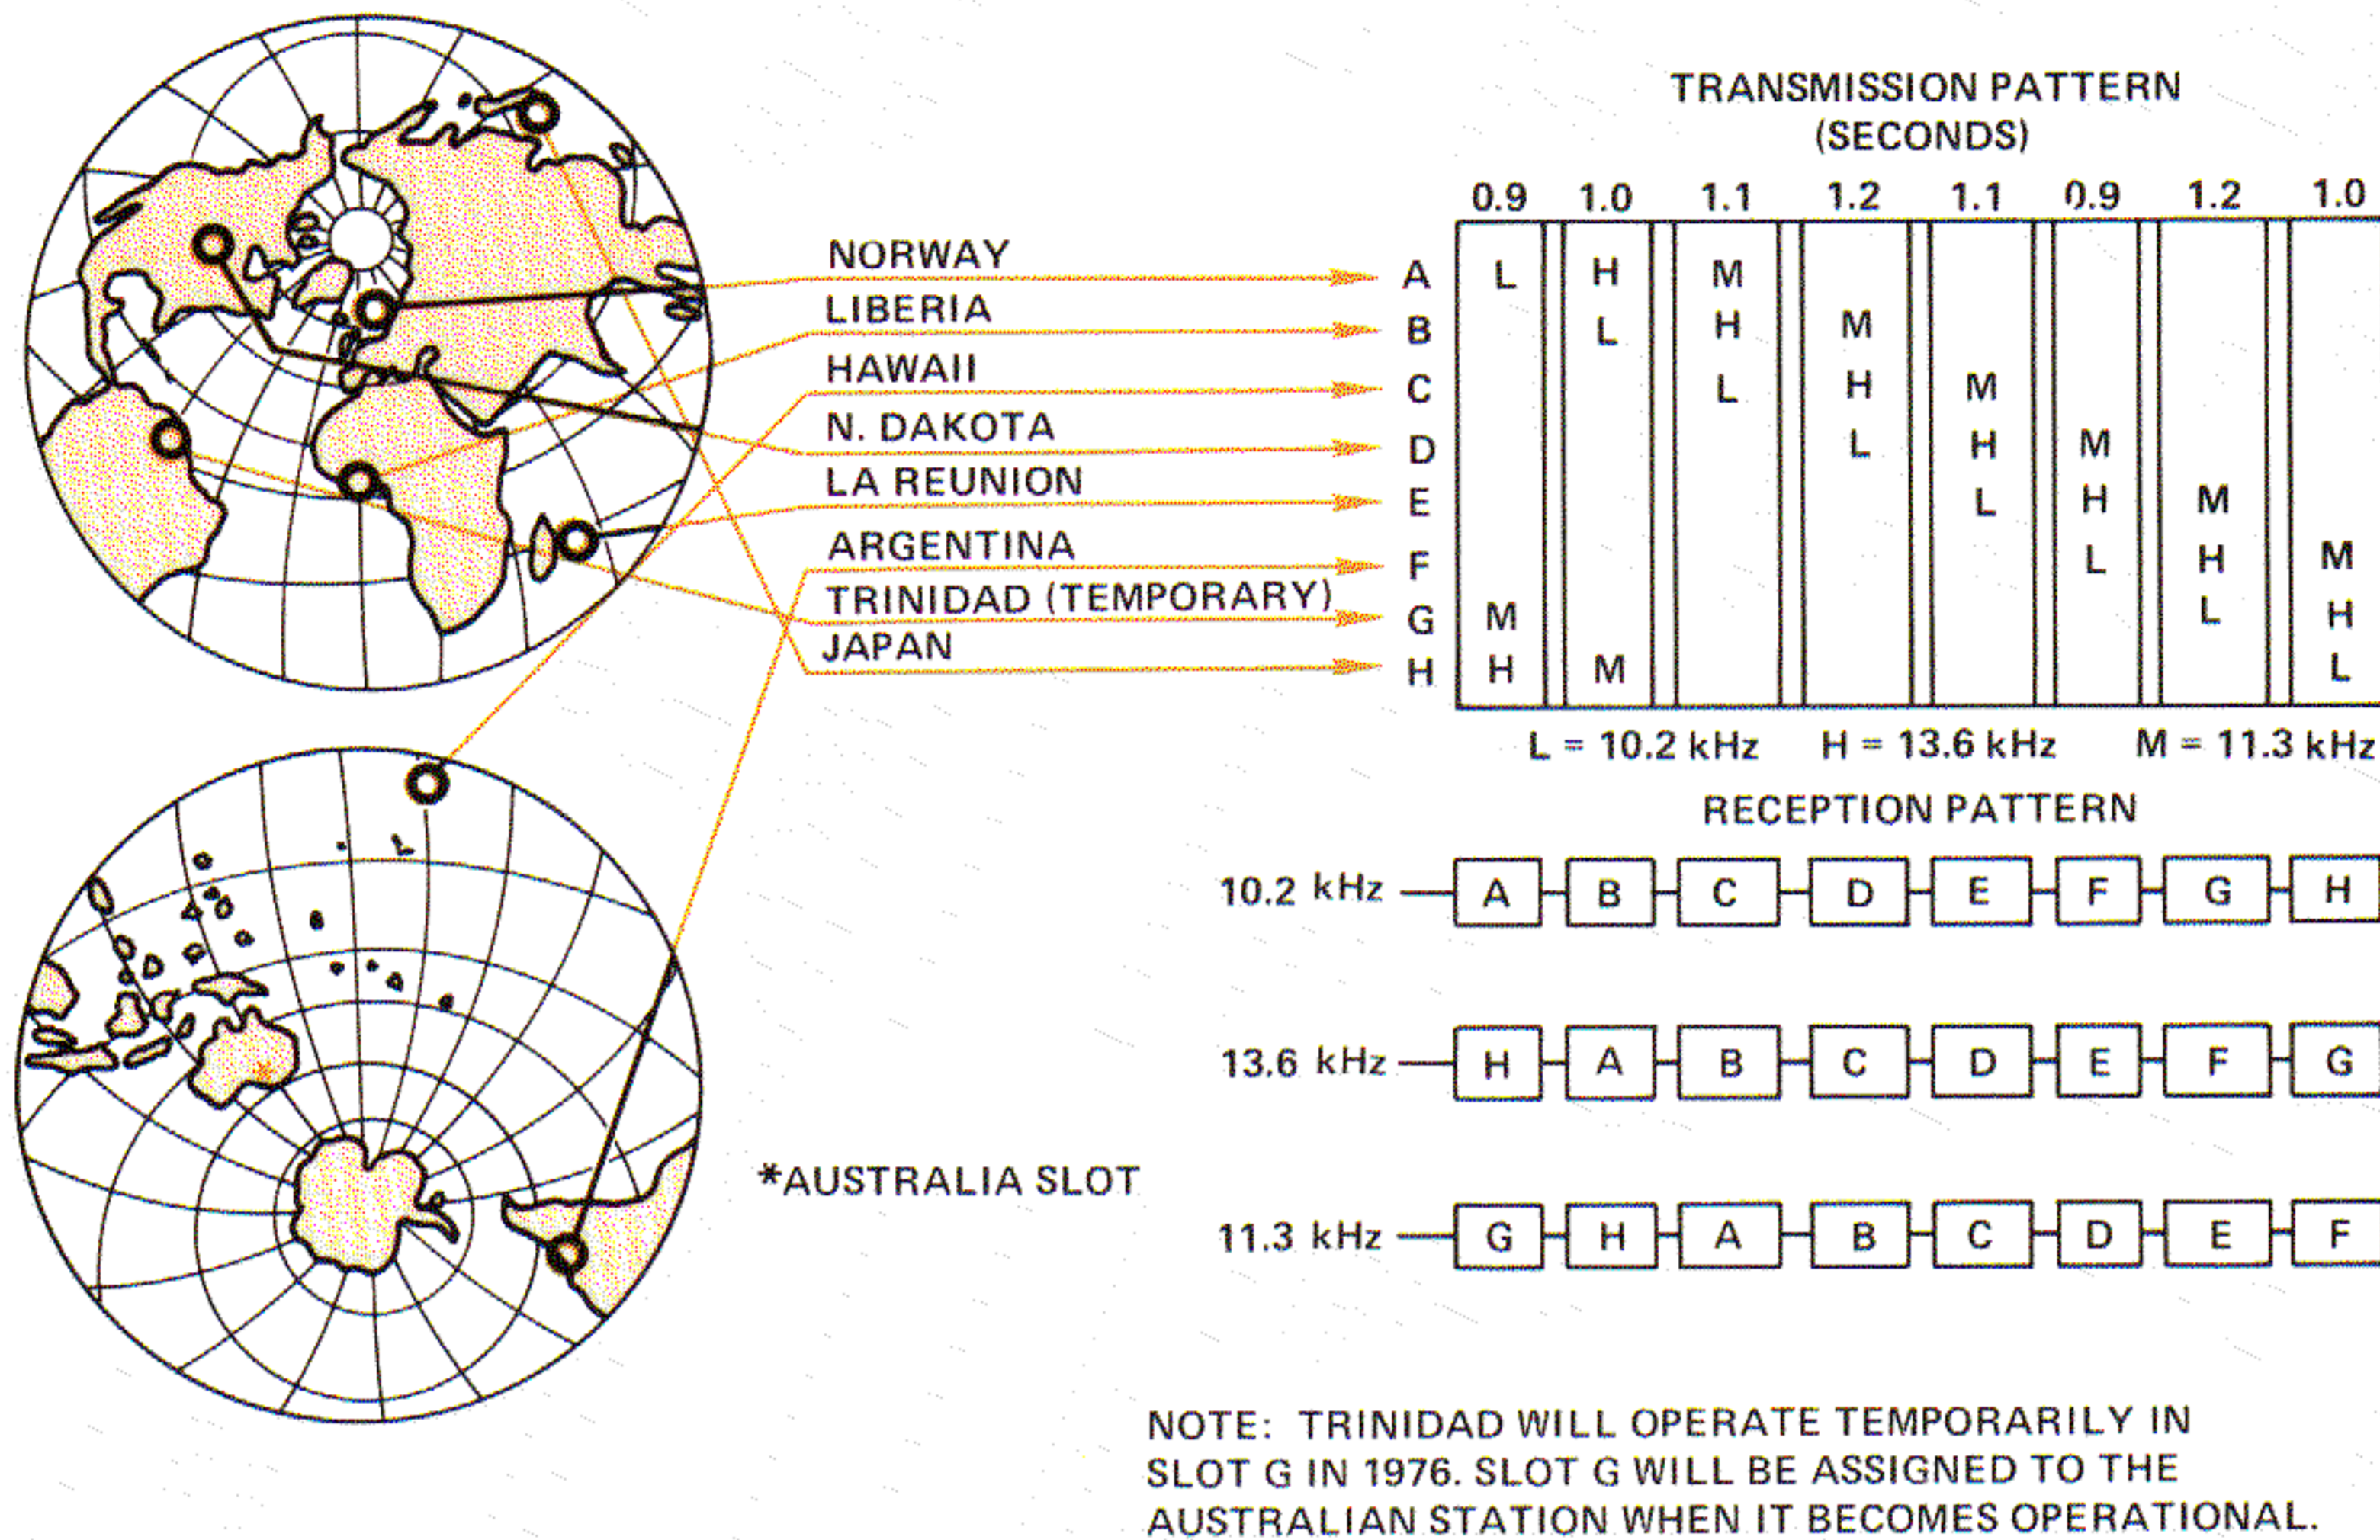 TRANSMISSION PATTERN
(SECONDS)
0.9 1.0 1.1 1.2 1.1 0.9 1.2 1.0
NORWAY A L H M
LIBERIA B L H M
HAWAII C L H M
N. DAKOTA D L H M
LA REUNION E L H M
ARGENTINA F L H M
TRINIDAD (TEMPORARY) G M L H
JAPAN H H M L
L = 10.2 kHz H = 13.6 kHz M = 11.3 kHz
RECEPTION PATTERN
10.2 kHz A B C D E F G H
13.6 kHz H A B C D E F G
*AUSTRALIA SLOT
11.3 kHz G H A B C D E F
NOTE: TRINIDAD WILL OPERATE TEMPORARILY IN
SLOT G IN 1976. SLOT G WILL BE ASSIGNED TO THE
AUSTRALIAN STATION WHEN IT BECOMES OPERATIONAL.